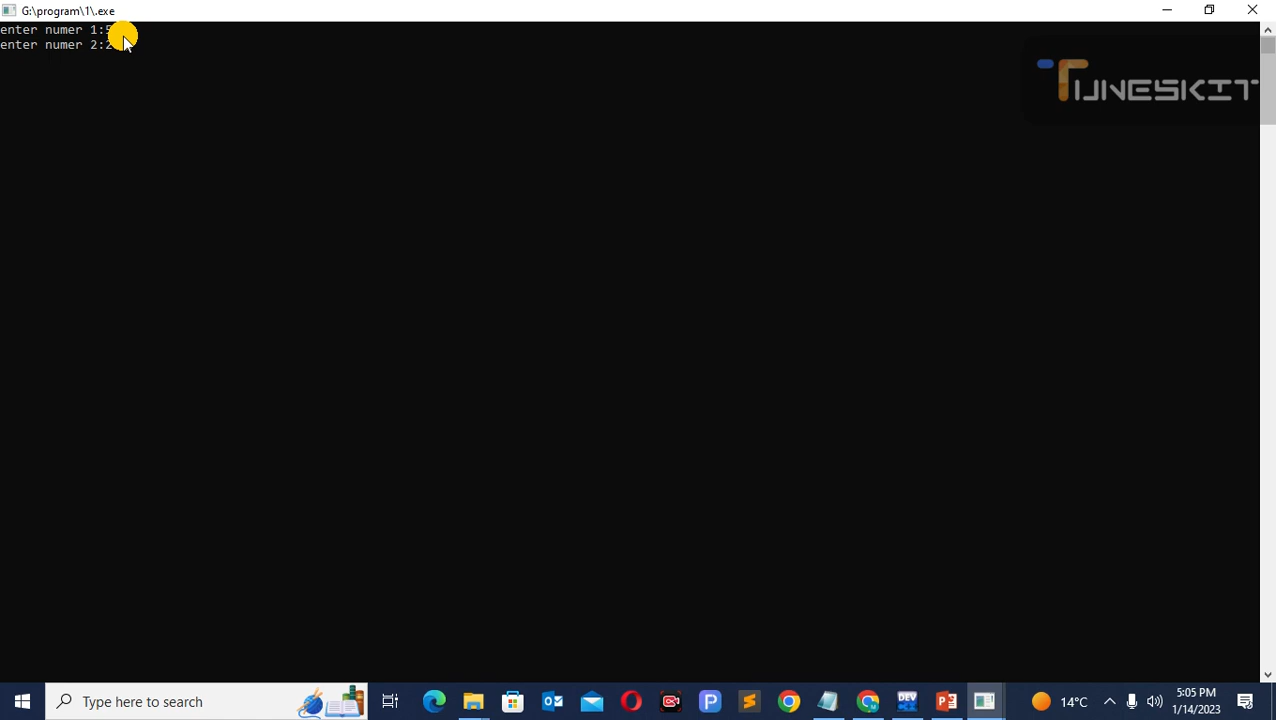 G:\program\1\.exe
enter numer 1:5
enter numer 2:2
TUNESKIT
Type here to search
DEV
14°C
5:05 PM
1/14/2023